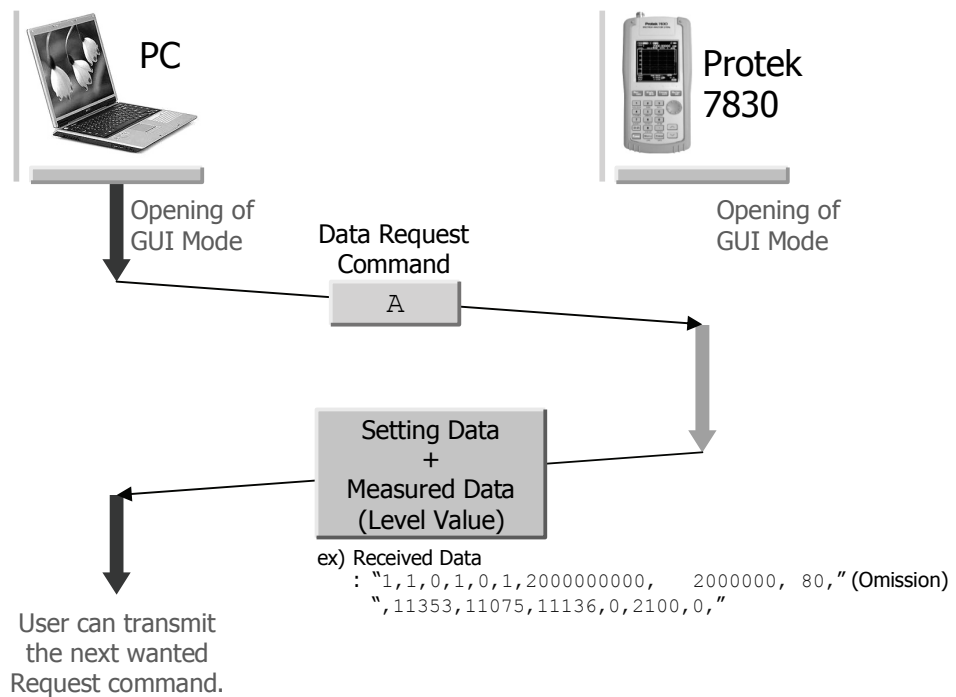 PC
Protek
7830
Opening of
GUI Mode
Opening of
GUI Mode
Data Request
Command
A
Setting Data
+
Measured Data
(Level Value)
ex) Received Data
: “1,1,0,1,0,1,2000000000,   2000000, 80,” (Omission)
“,11353,11075,11136,0,2100,0,”
User can transmit
the next wanted
Request command.